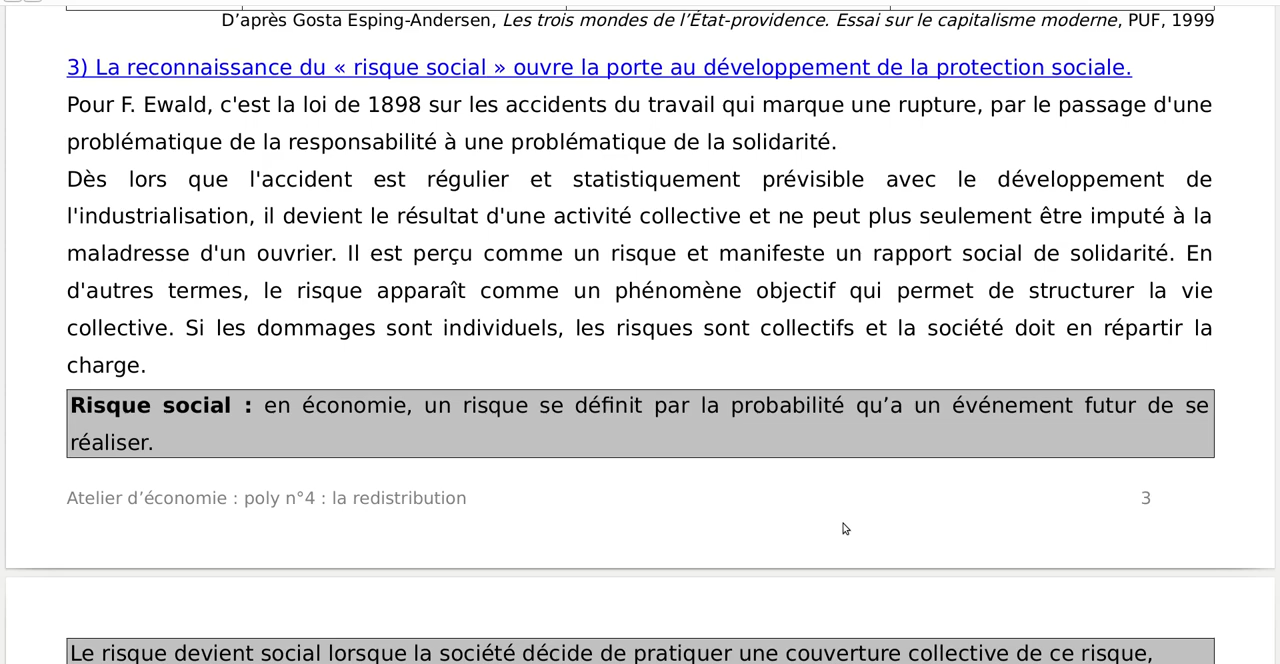 D’après Gosta Esping-Andersen, Les trois mondes de l’État-providence. Essai sur le capitalisme moderne, PUF, 1999
3) La reconnaissance du « risque social » ouvre la porte au développement de la protection sociale.
Pour F. Ewald, c'est la loi de 1898 sur les accidents du travail qui marque une rupture, par le passage d'une
problématique de la responsabilité à une problématique de la solidarité.
Dès lors que l'accident est régulier et statistiquement prévisible avec le développement de
l'industrialisation, il devient le résultat d'une activité collective et ne peut plus seulement être imputé à la
maladresse d'un ouvrier. Il est perçu comme un risque et manifeste un rapport social de solidarité. En
d'autres termes, le risque apparaît comme un phénomène objectif qui permet de structurer la vie
collective. Si les dommages sont individuels, les risques sont collectifs et la société doit en répartir la
charge.
Risque social : en économie, un risque se définit par la probabilité qu’a un événement futur de se
réaliser.
Atelier d’économie : poly n°4 : la redistribution 3
Le risque devient social lorsque la société décide de pratiquer une couverture collective de ce risque,